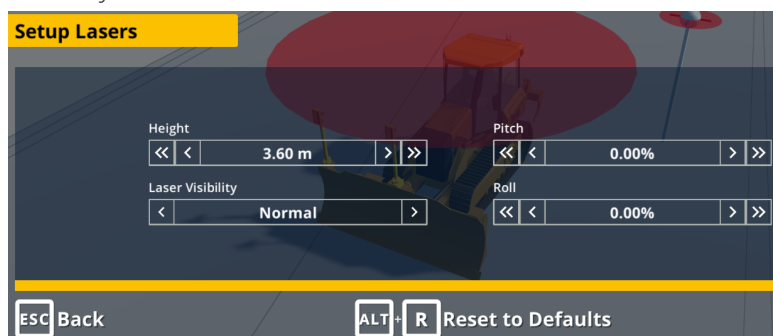 Setup Lasers
Height
Pitch
« < 3.60 m > »
« < 0.00% > »
Laser Visibility
Roll
< Normal >
« < 0.00% > »
ESC Back
ALT + R Reset to Defaults